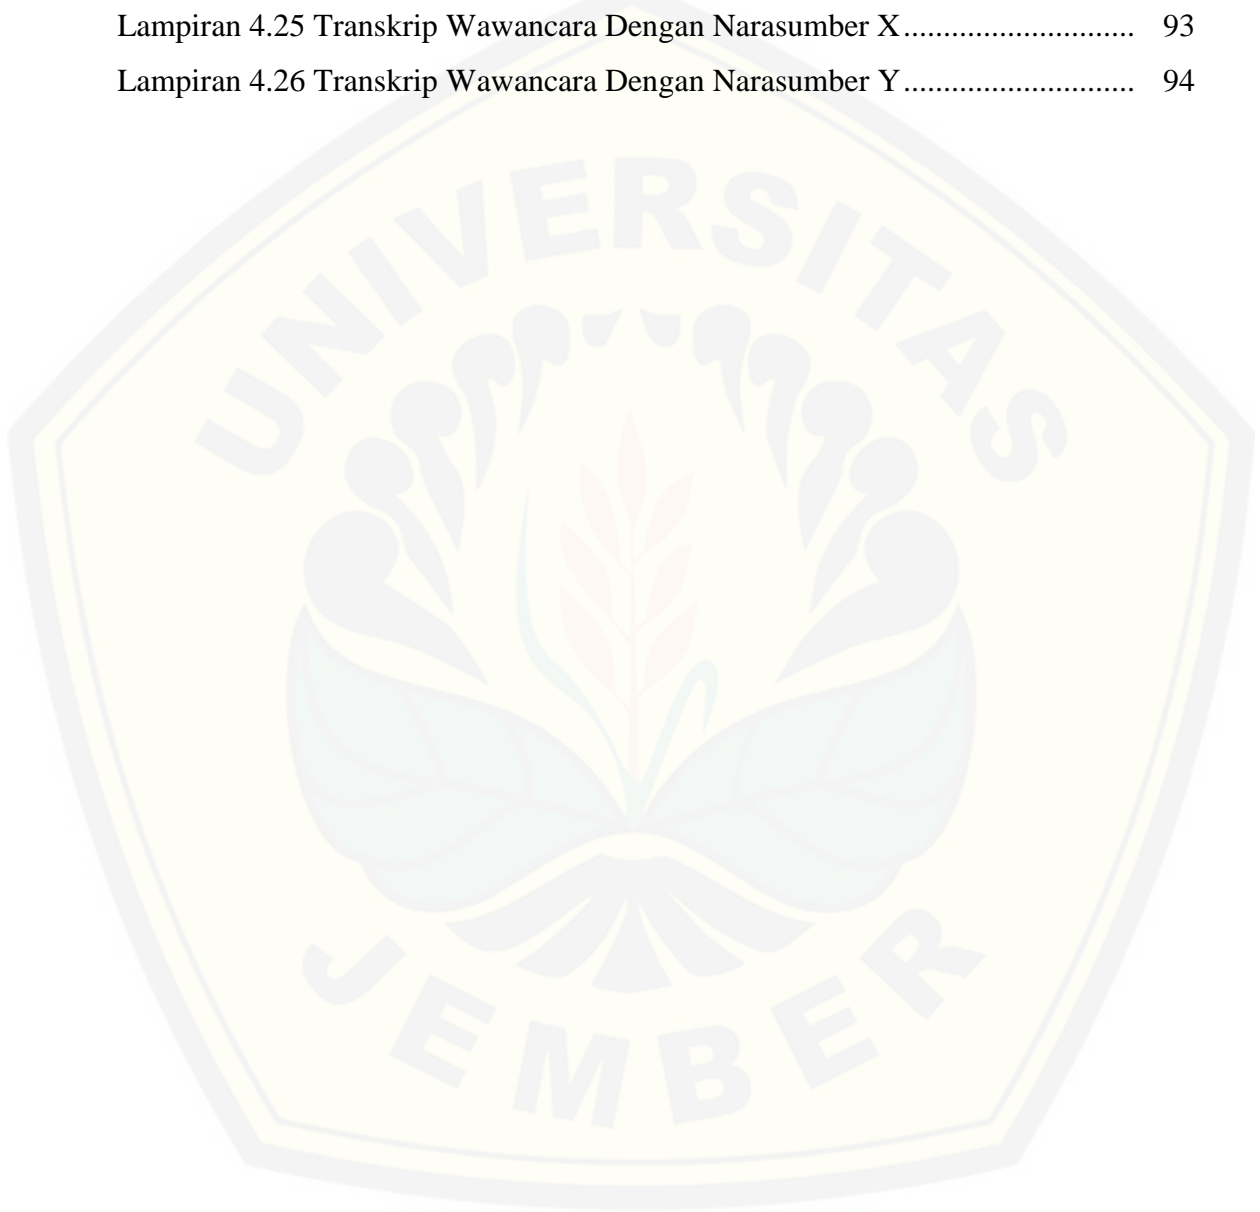 Lampiran 4.25 Transkrip Wawancara Dengan Narasumber X............................. 93
Lampiran 4.26 Transkrip Wawancara Dengan Narasumber Y............................. 94
UNIVERSITAS
JEMBER